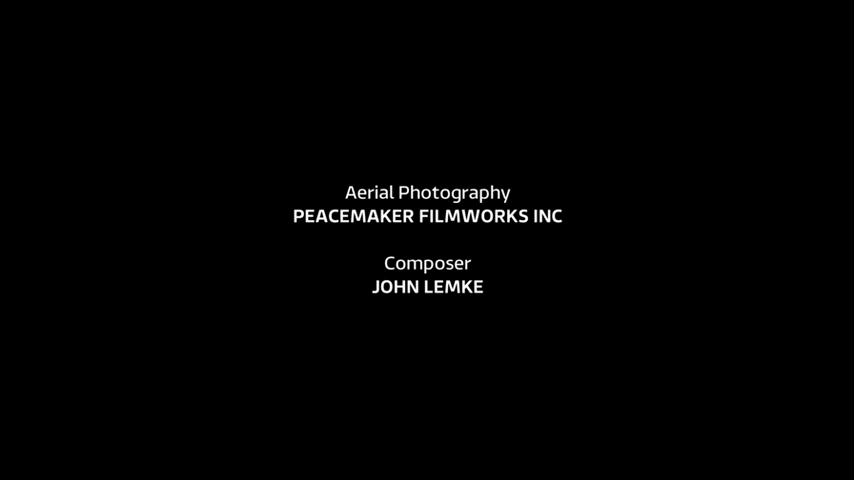 Aerial Photography
PEACEMAKER FILMWORKS INC
Composer
JOHN LEMKE